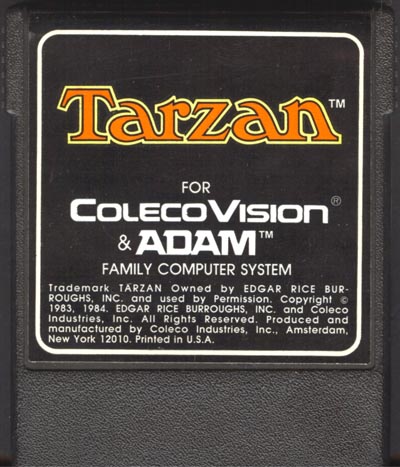 Tarzan™
FOR
COLECOVISION®
& ADAM™
FAMILY COMPUTER SYSTEM
Trademark TARZAN Owned by EDGAR RICE BUR-
ROUGHS, INC. and used by Permission. Copyright ©
1983, 1984. EDGAR RICE BURROUGHS, INC. and Coleco
Industries, Inc. All Rights Reserved. Produced and
manufactured by Coleco Industries, Inc., Amsterdam,
New York 12010. Printed in U.S.A.